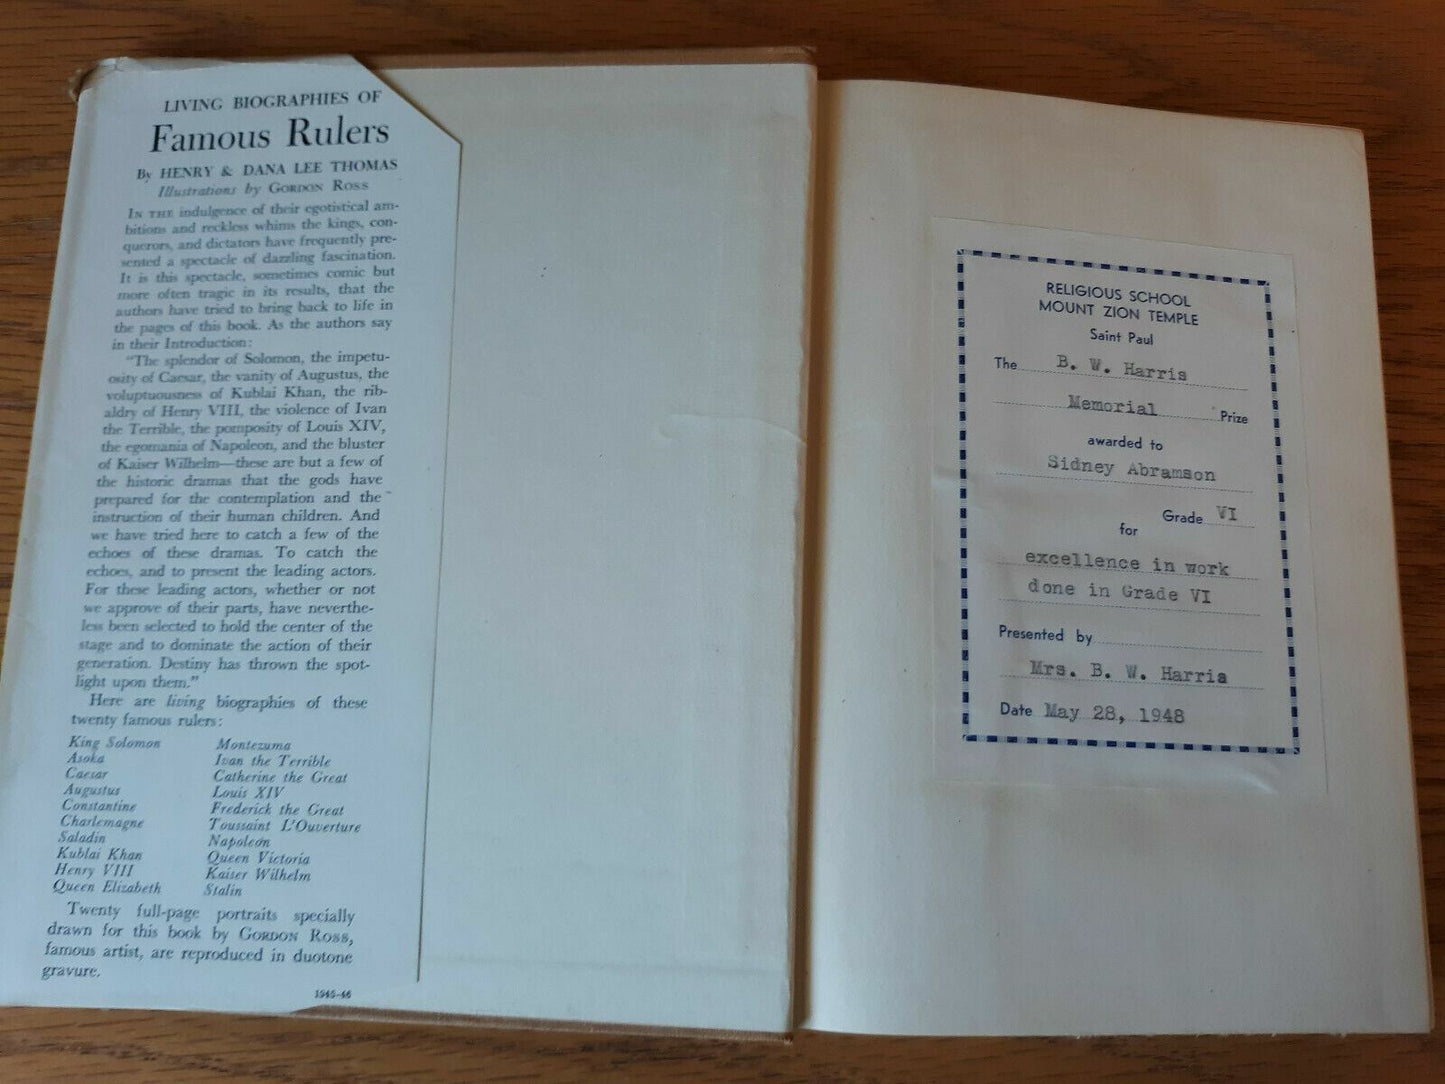 LIVING BIOGRAPHIES OF
Famous Rulers
By HENRY & DANA LEE THOMAS
Illustrations by GORDON ROSS
IN THE indulgence of their egotistical am-
bitions and reckless whims the kings, con-
querors, and dictators have frequently pre-
sented a spectacle of dazzling fascination.
It is this spectacle, sometimes comic but
more often tragic in its results, that the
authors have tried to bring back to life in
the pages of this book. As the authors say
in their Introduction:
"The splendor of Solomon, the impetu-
osity of Caesar, the vanity of Augustus, the
voluptuousness of Kublai Khan, the rib-
aldry of Henry VIII, the violence of Ivan
the Terrible, the pomposity of Louis XIV,
the egomania of Napoleon, and the bluster
of Kaiser Wilhelm—these are but a few of
the historic dramas that the gods have
prepared for the contemplation and the
instruction of their human children. And
we have tried here to catch a few of the
echoes of these dramas. To catch the
echoes, and to present the leading actors.
For these leading actors, whether or not
we approve of their parts, have neverthe-
less been selected to hold the center of the
stage and to dominate the action of their
generation. Destiny has thrown the spot-
light upon them."
Here are living biographies of these
twenty famous rulers:
King Solomon
Asoka
Caesar
Augustus
Constantine
Charlemagne
Saladin
Kublai Khan
Henry VIII
Queen Elizabeth
Montezuma
Ivan the Terrible
Catherine the Great
Louis XIV
Frederick the Great
Toussaint L'Ouverture
Napoleon
Queen Victoria
Kaiser Wilhelm
Stalin
Twenty full-page portraits specially
drawn for this book by GORDON ROSS,
famous artist, are reproduced in duotone
gravure.
1945-46
RELIGIOUS SCHOOL
MOUNT ZION TEMPLE
Saint Paul
The B. W. Harris
Memorial Prize
awarded to
Sidney Abramson
Grade VI
for
excellence in work
done in Grade VI
Presented by
Mrs. B. W. Harris
Date May 28, 1948